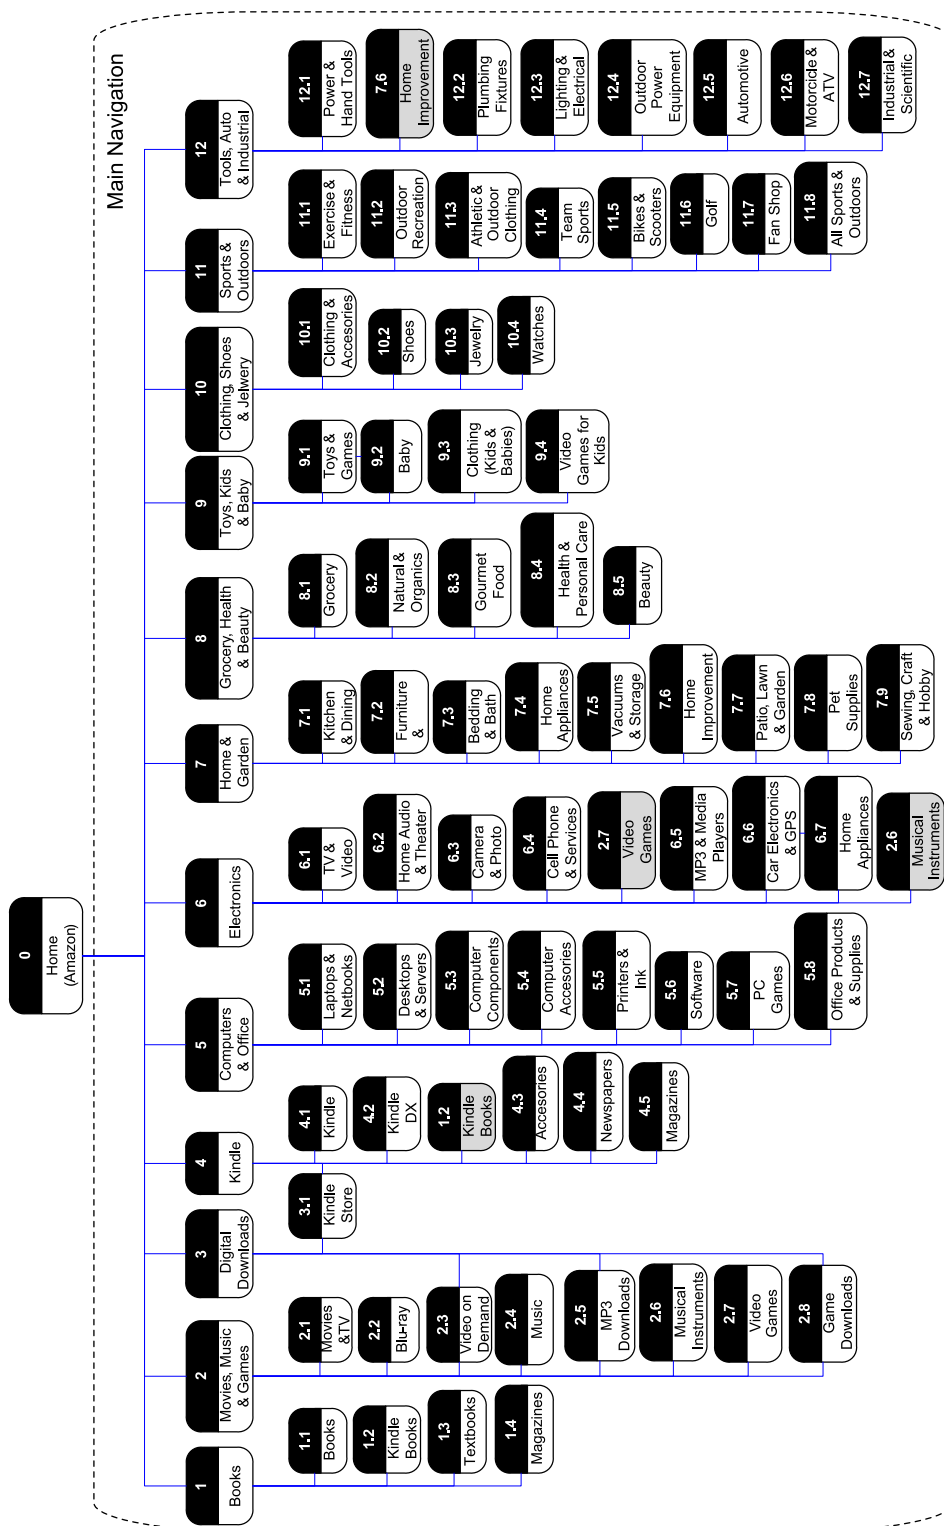 Main Navigation
0
Home
(Amazon)
1
Books
1.1
Books
1.2
Kindle
Books
1.3
Textbooks
1.4
Magazines
2
Movies, Music
& Games
2.1
Movies
&TV
2.2
Blu-ray
2.3
Video on
Demand
2.4
Music
2.5
MP3
Downloads
2.6
Musical
Instruments
2.7
Video
Games
2.8
Game
Downloads
3
Digital
Downloads
3.1
Kindle
Store
4
Kindle
4.1
Kindle
4.2
Kindle
DX
1.2
Kindle
Books
4.3
Accesories
4.4
Newspapers
4.5
Magazines
5
Computers
& Office
5.1
Laptops &
Netbooks
5.2
Desktops
& Servers
5.3
Computer
Components
5.4
Computer
Accesories
5.5
Printers &
Ink
5.6
Software
5.7
PC
Games
5.8
Office Products
& Supplies
6
Electronics
6.1
TV &
Video
6.2
Home Audio
& Theater
6.3
Camera
& Photo
6.4
Cell Phone
& Services
2.7
Video
Games
6.5
MP3 & Media
Players
6.6
Car Electronics
& GPS
6.7
Home
Appliances
2.6
Musical
Instruments
7
Home &
Garden
7.1
Kitchen
& Dining
7.2
Furniture
&
7.3
Bedding
& Bath
7.4
Home
Appliances
7.5
Vacuums
& Storage
7.6
Home
Improvement
7.7
Patio, Lawn
& Garden
7.8
Pet
Supplies
7.9
Sewing, Craft
& Hobby
8
Grocery, Health
& Beauty
8.1
Grocery
8.2
Natural &
Organics
8.3
Gourmet
Food
8.4
Health &
Personal Care
8.5
Beauty
9
Toys, Kids
& Baby
9.1
Toys &
Games
9.2
Baby
9.3
Clothing
(Kids &
Babies)
9.4
Video
Games for
Kids
10
Clothing, Shoes
& Jelwery
10.1
Clothing &
Accesories
10.2
Shoes
10.3
Jewelry
10.4
Watches
11
Sports &
Outdoors
11.1
Exercise &
Fitness
11.2
Outdoor
Recreation
11.3
Athletic &
Outdoor
Clothing
11.4
Team
Sports
11.5
Bikes &
Scooters
11.6
Golf
11.7
Fan Shop
11.8
All Sports &
Outdoors
12
Tools, Auto
& Industrial
12.1
Power &
Hand Tools
7.6
Home
Improvement
12.2
Plumbing
Fixtures
12.3
Lighting &
Electrical
12.4
Outdoor
Power
Equipment
12.5
Automotive
12.6
Motorcicle &
ATV
12.7
Industrial &
Scientific